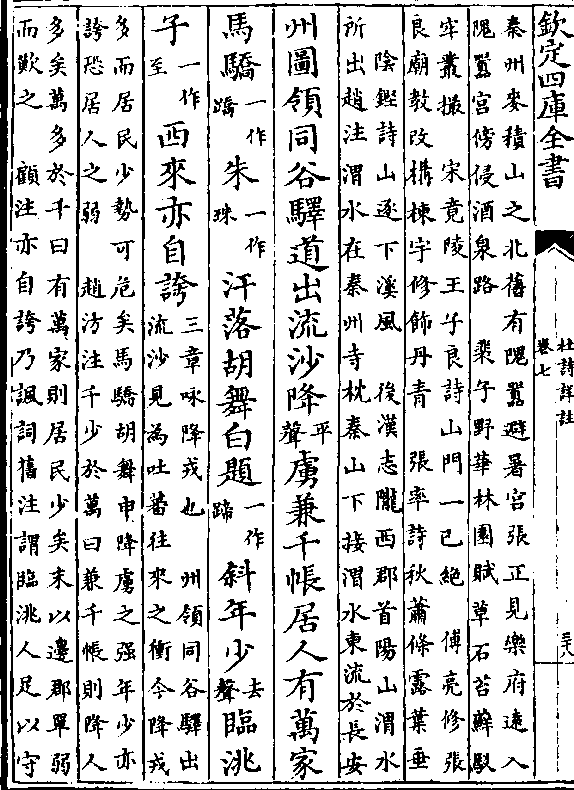 欽定四庫全書
杜詩詳註
卷七
秦州麥積山之北舊有隗囂避暑宮張正見樂府遠入
隗囂宮傍侵酒泉路 裴子野華林園賦草石苔蘚馭
牢叢攢 宋竟陵王子良詩山門一已絶 傅亮修張
良廟教改構棟宇修飾丹青 張率詩秋蕭條露葉垂
陰鏗詩山逐下溪風 後漢志隴西郡首陽山渭水
所出趙注渭水在秦州寺枕秦山下接渭水東流於長安
州圖領同谷驛道出流沙降平聲虜兼千帳居人有萬家
馬驕一作蹻朱一作珠汗落胡舞白題一作蹄斜年少去聲臨洮
子一作至西來亦自誇三章咏降戎也 州領同谷驛出
流沙見為吐蕃往來之衝今降戎
多而居民少勢可危矣馬驕胡舞申降虜之强年少亦
誇恐居人之弱 趙汸注千少於萬曰兼千帳則降人
多矣萬多於千曰有萬家則居民少矣末以邊郡單弱
而歎之 顧注亦自誇乃諷詞舊注謂臨洮人足以守